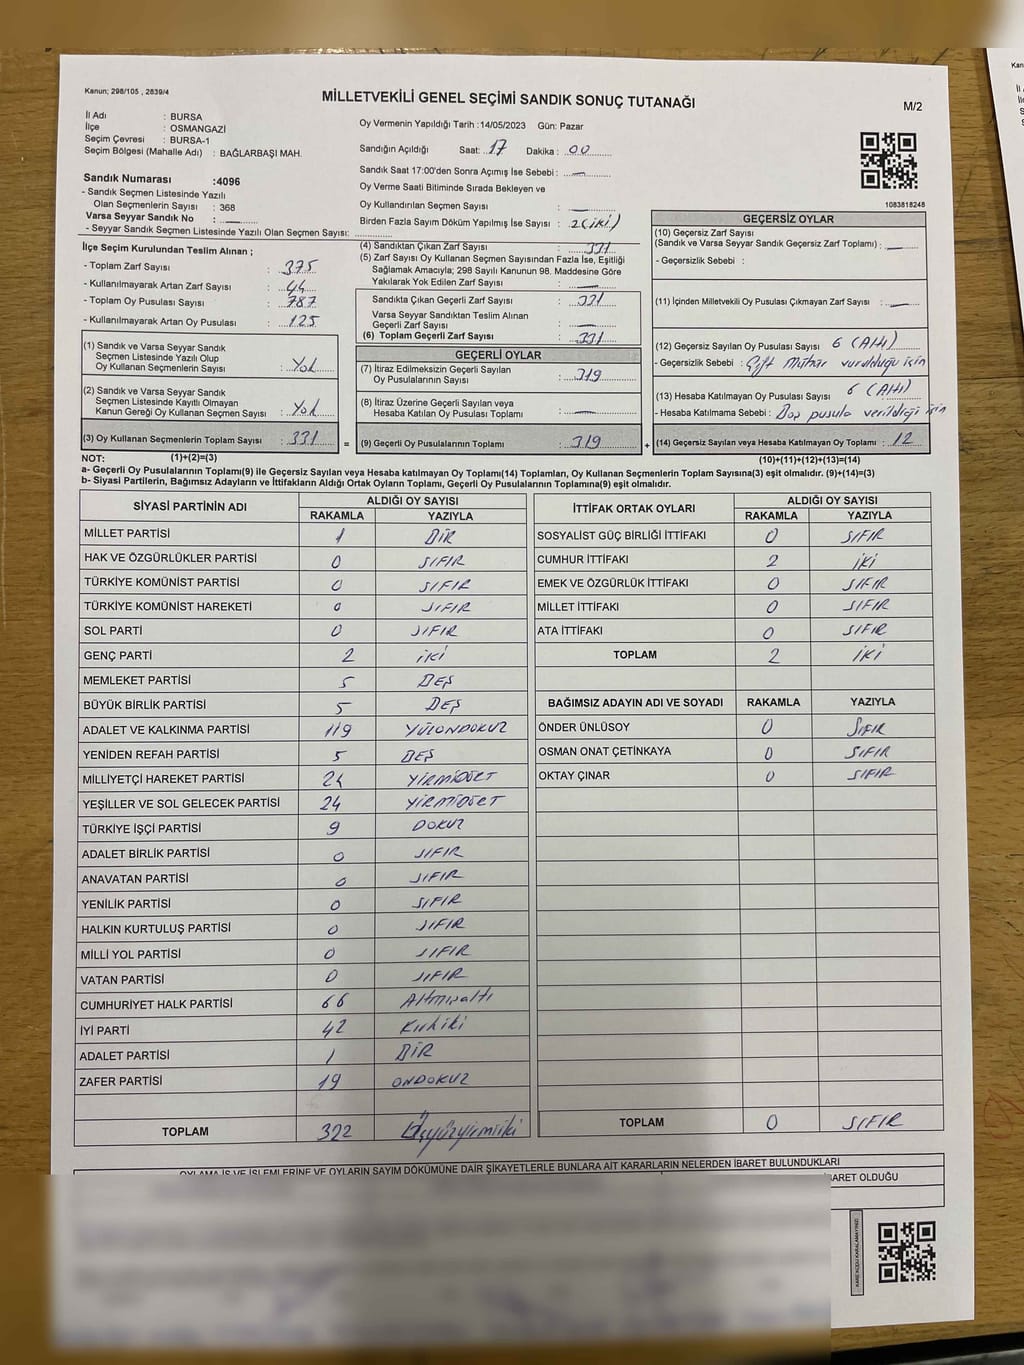 Kanun; 298/105 , 2839/4
MİLLETVEKİLİ GENEL SEÇİMİ SANDIK SONUÇ TUTANAĞI
M/2
İl Adı : BURSA
İlçe : OSMANGAZİ
Seçim Çevresi : BURSA-1
Seçim Bölgesi (Mahalle Adı) : BAĞLARBAŞI MAH.
Sandık Numarası :4096
- Sandık Seçmen Listesinde Yazılı
Olan Seçmenlerin Sayısı : 368
Varsa Seyyar Sandık No :
- Seyyar Sandık Seçmen Listesinde Yazılı Olan Seçmen Sayısı:
Oy Vermenin Yapıldığı Tarih :14/05/2023 Gün: Pazar
Sandığın Açıldığı Saat: 17 Dakika : 00
Sandık Saat 17:00'den Sonra Açımış İse Sebebi : —
Oy Verme Saati Bitiminde Sırada Bekleyen ve
Oy Kullandırılan Seçmen Sayısı : —
Birden Fazla Sayım Döküm Yapılmış İse Sayısı : 2(iki)
1083818248
İlçe Seçim Kurulundan Teslim Alınan ;
- Toplam Zarf Sayısı : 375
- Kullanılmayarak Artan Zarf Sayısı : 44
- Toplam Oy Pusulası Sayısı : 787
- Kullanılmayarak Artan Oy Pusulası : 125
(1) Sandık ve Varsa Seyyar Sandık
Seçmen Listesinde Yazılı Olup
Oy Kullanan Seçmenlerin Sayısı : Yok
(2) Sandık ve Varsa Seyyar Sandık
Seçmen Listesinde Kayıtlı Olmayan
Kanun Gereği Oy Kullanan Seçmen Sayısı : Yok
(3) Oy Kullanan Seçmenlerin Toplam Sayısı : 331
(4) Sandıktan Çıkan Zarf Sayısı : 331
(5) Zarf Sayısı Oy Kullanan Seçmen Sayısından Fazla İse, Eşitliği
Sağlamak Amacıyla; 298 Sayılı Kanunun 98. Maddesine Göre
Yakılarak Yok Edilen Zarf Sayısı : —
Sandıkta Çıkan Geçerli Zarf Sayısı : 331
Varsa Seyyar Sandıktan Teslim Alınan
Geçerli Zarf Sayısı : —
(6) Toplam Geçerli Zarf Sayısı : 331
GEÇERLİ OYLAR
(7) İtiraz Edilmeksizin Geçerli Sayılan
Oy Pusulalarının Sayısı : 319
(8) İtiraz Üzerine Geçerli Sayılan veya
Hesaba Katılan Oy Pusulası Toplamı : —
= (9) Geçerli Oy Pusulalarının Toplamı : 319 +
GEÇERSİZ OYLAR
(10) Geçersiz Zarf Sayısı
(Sandık ve Varsa Seyyar Sandık Geçersiz Zarf Toplamı) : —
- Geçersizlik Sebebi :
(11) İçinden Milletvekili Oy Pusulası Çıkmayan Zarf Sayısı : —
(12) Geçersiz Sayılan Oy Pusulası Sayısı 6 (Altı)
- Geçersizlik Sebebi : Çift Mühür vurulduğu için
(13) Hesaba Katılmayan Oy Pusulası Sayısı 6 (Altı)
- Hesaba Katılmama Sebebi : Boş pusula verildiği için
(14) Geçersiz Sayılan veya Hesaba Katılmayan Oy Toplamı : 12
NOT: (1)+(2)=(3)
(10)+(11)+(12)+(13)=(14)
a- Geçerli Oy Pusulalarının Toplamı(9) ile Geçersiz Sayılan veya Hesaba katılmayan Oy Toplamı(14) Toplamları, Oy Kullanan Seçmenlerin Toplam Sayısına(3) eşit olmalıdır. (9)+(14)=(3)
b- Siyasi Partilerin, Bağımsız Adayların ve İttifakların Aldığı Ortak Oyların Toplamı, Geçerli Oy Pusulalarının Toplamına(9) eşit olmalıdır.
SİYASİ PARTİNİN ADI ALDIĞI OY SAYISI
RAKAMLA YAZIYLA
MİLLET PARTİSİ 1 BİR
HAK VE ÖZGÜRLÜKLER PARTİSİ 0 SIFIR
TÜRKİYE KOMÜNİST PARTİSİ 0 SIFIR
TÜRKİYE KOMÜNİST HAREKETİ 0 SIFIR
SOL PARTİ 0 SIFIR
GENÇ PARTİ 2 iki
MEMLEKET PARTİSİ 5 BEŞ
BÜYÜK BİRLİK PARTİSİ 5 BEŞ
ADALET VE KALKINMA PARTİSİ 119 YÜZONDOKUZ
YENİDEN REFAH PARTİSİ 5 BEŞ
MİLLİYETÇİ HAREKET PARTİSİ 24 YİRMİDÖRT
YEŞİLLER VE SOL GELECEK PARTİSİ 24 YİRMİDÖRT
TÜRKİYE İŞÇİ PARTİSİ 9 DOKUZ
ADALET BİRLİK PARTİSİ 0 SIFIR
ANAVATAN PARTİSİ 0 SIFIR
YENİLİK PARTİSİ 0 SIFIR
HALKIN KURTULUŞ PARTİSİ 0 SIFIR
MİLLİ YOL PARTİSİ 0 SIFIR
VATAN PARTİSİ 0 SIFIR
CUMHURİYET HALK PARTİSİ 66 Altmışaltı
İYİ PARTİ 42 Kırkiki
ADALET PARTİSİ 1 BİR
ZAFER PARTİSİ 19 ONDOKUZ
TOPLAM 322 Üçyüzyirmiiki
İTTİFAK ORTAK OYLARI ALDIĞI OY SAYISI
RAKAMLA YAZIYLA
SOSYALİST GÜÇ BİRLİĞİ İTTİFAKI 0 SIFIR
CUMHUR İTTİFAKI 2 iKi
EMEK VE ÖZGÜRLÜK İTTİFAKI 0 SIFIR
MİLLET İTTİFAKI 0 SIFIR
ATA İTTİFAKI 0 SIFIR
TOPLAM 2 iKi
BAĞIMSIZ ADAYIN ADI VE SOYADI RAKAMLA YAZIYLA
ÖNDER ÜNLÜSOY 0 SIFIR
OSMAN ONAT ÇETİNKAYA 0 SIFIR
OKTAY ÇINAR 0 SIFIR
TOPLAM 0 SIFIR
OYLAMA İŞ VE İŞLEMLERİNE VE OYLARIN SAYIM DÖKÜMÜNE DAİR ŞİKAYETLERLE BUNLARA AİT KARARLARIN NELERDEN İBARET BULUNDUKLARI
BARET OLDUĞU
KAREKODU KARALAMAYINIZ!